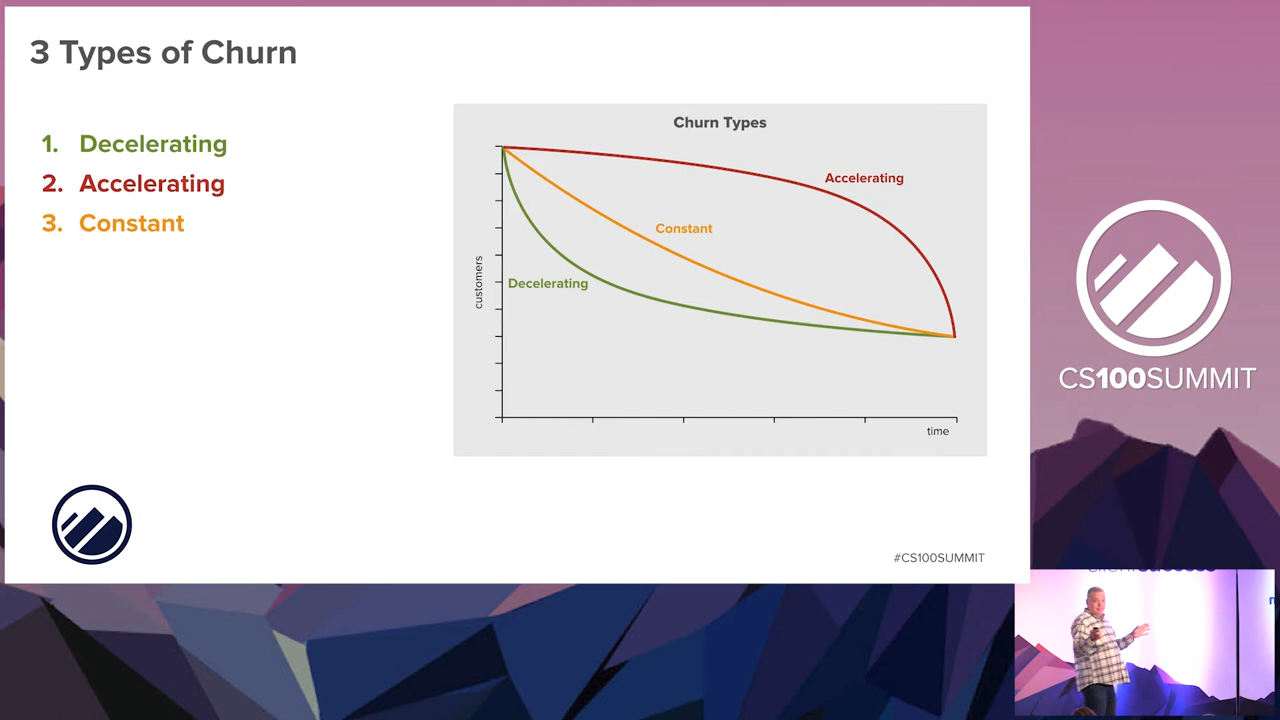 3 Types of Churn
1. Decelerating
2. Accelerating
3. Constant
Churn Types
Accelerating
Constant
Decelerating
customers
time
#CS100SUMMIT
CS100SUMMIT
clientsuccess